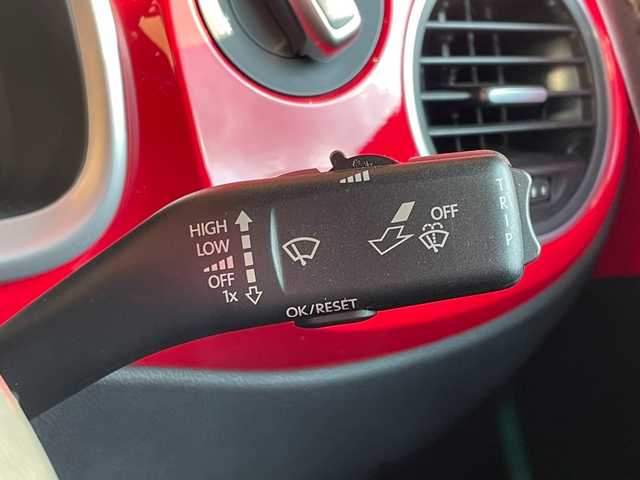 HIGH
LOW
OFF
1x
OK/RESET
OFF
TRIP